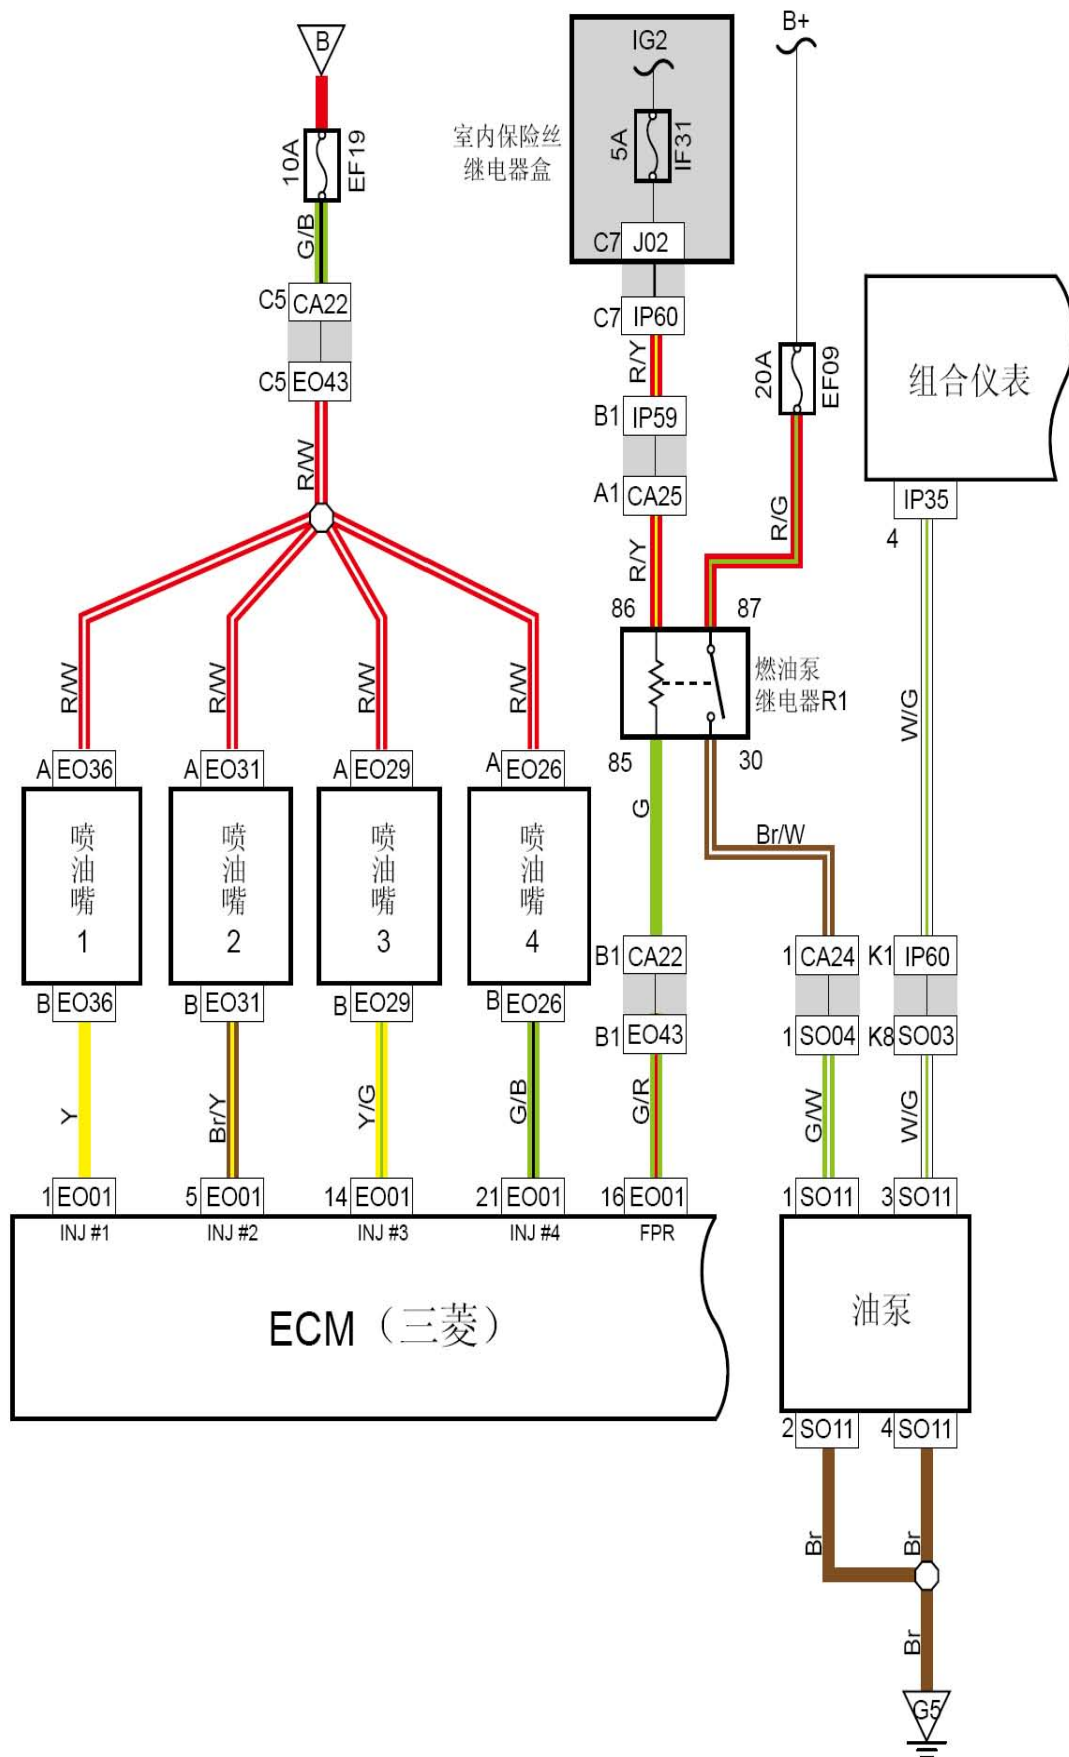 B
IG2
B+
10A
EF19
室内保险丝
继电器盒
5A
IF31
G/B
C7 J02
C5 CA22
C7 IP60
R/Y
20A
EF09
组合仪表
C5 EO43
B1 IP59
R/W
A1 CA25
IP35
4
R/G
R/Y
86
87
R/W
R/W
R/W
R/W
燃油泵
继电器R1
W/G
A EO36
A EO31
A EO29
A EO26
85
30
G
Br/W
喷油嘴1
喷油嘴2
喷油嘴3
喷油嘴4
B1 CA22
1 CA24
K1 IP60
B EO36
B EO31
B EO29
B EO26
B1 EO43
1 SO04
K8 SO03
Y
Br/Y
Y/G
G/B
G/R
G/W
W/G
1 EO01
5 EO01
14 EO01
21 EO01
16 EO01
1 SO11
3 SO11
INJ #1
INJ #2
INJ #3
INJ #4
FPR
ECM（三菱）
油泵
2 SO11
4 SO11
Br
Br
Br
G5